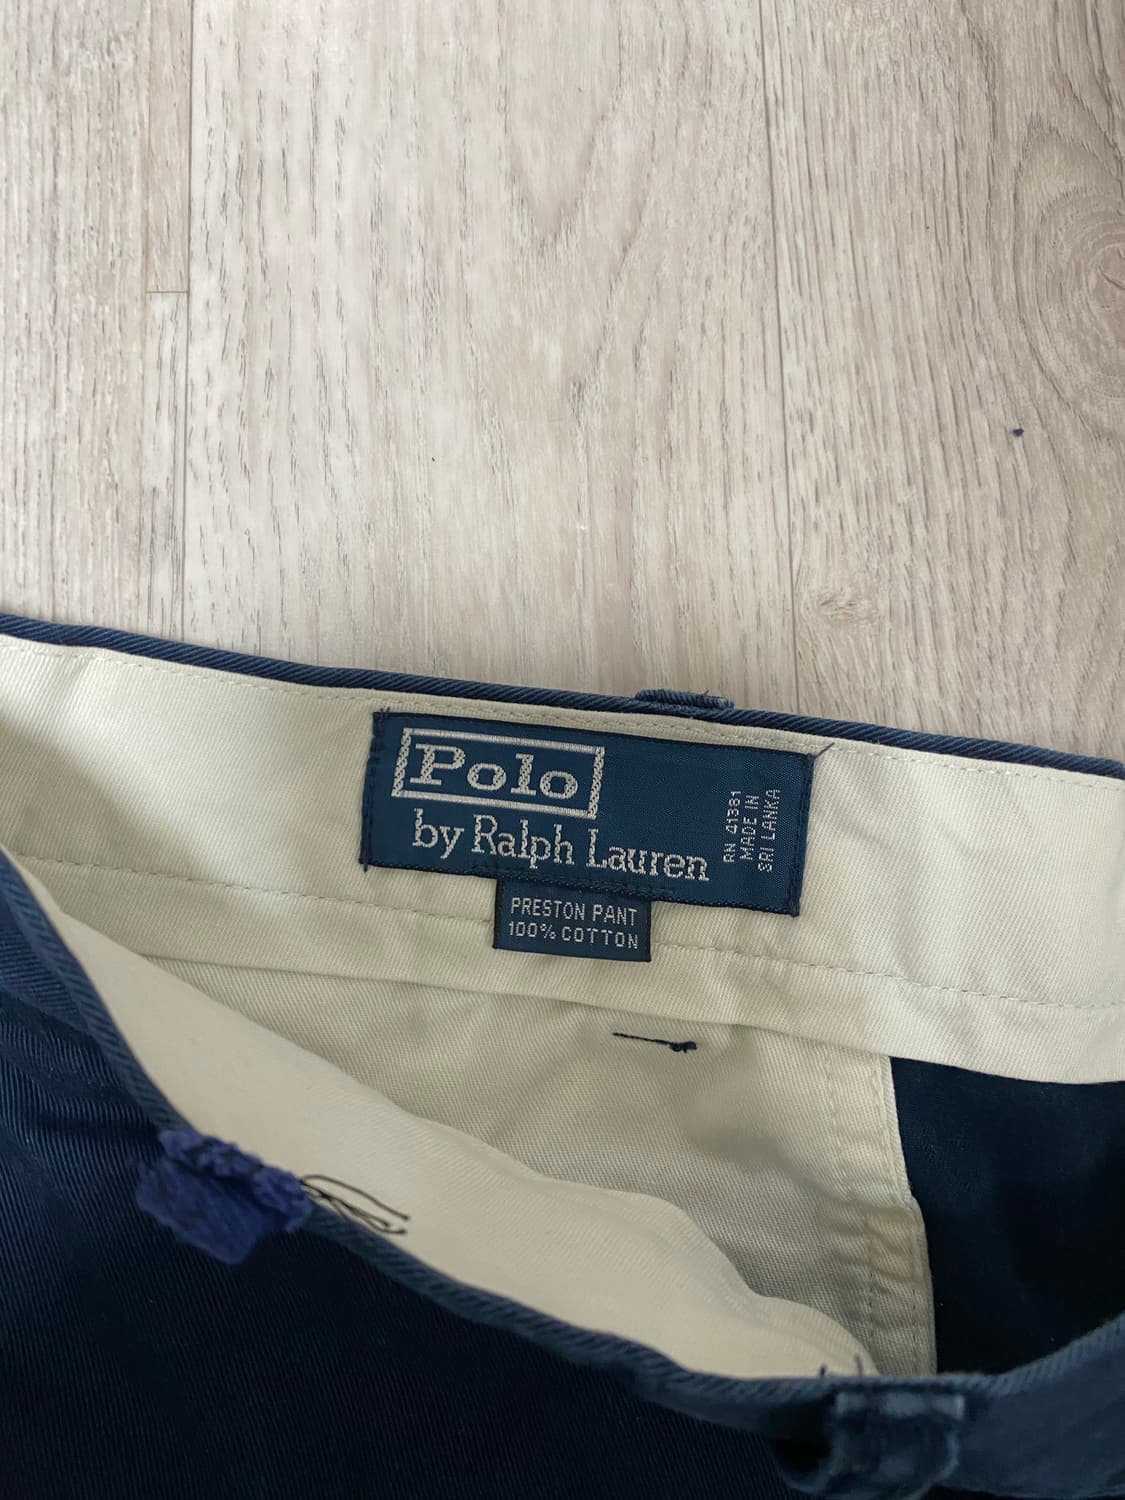 Polo
by Ralph Lauren
RN 41381
MADE IN
SRI LANKA
PRESTON PANT
100% COTTON